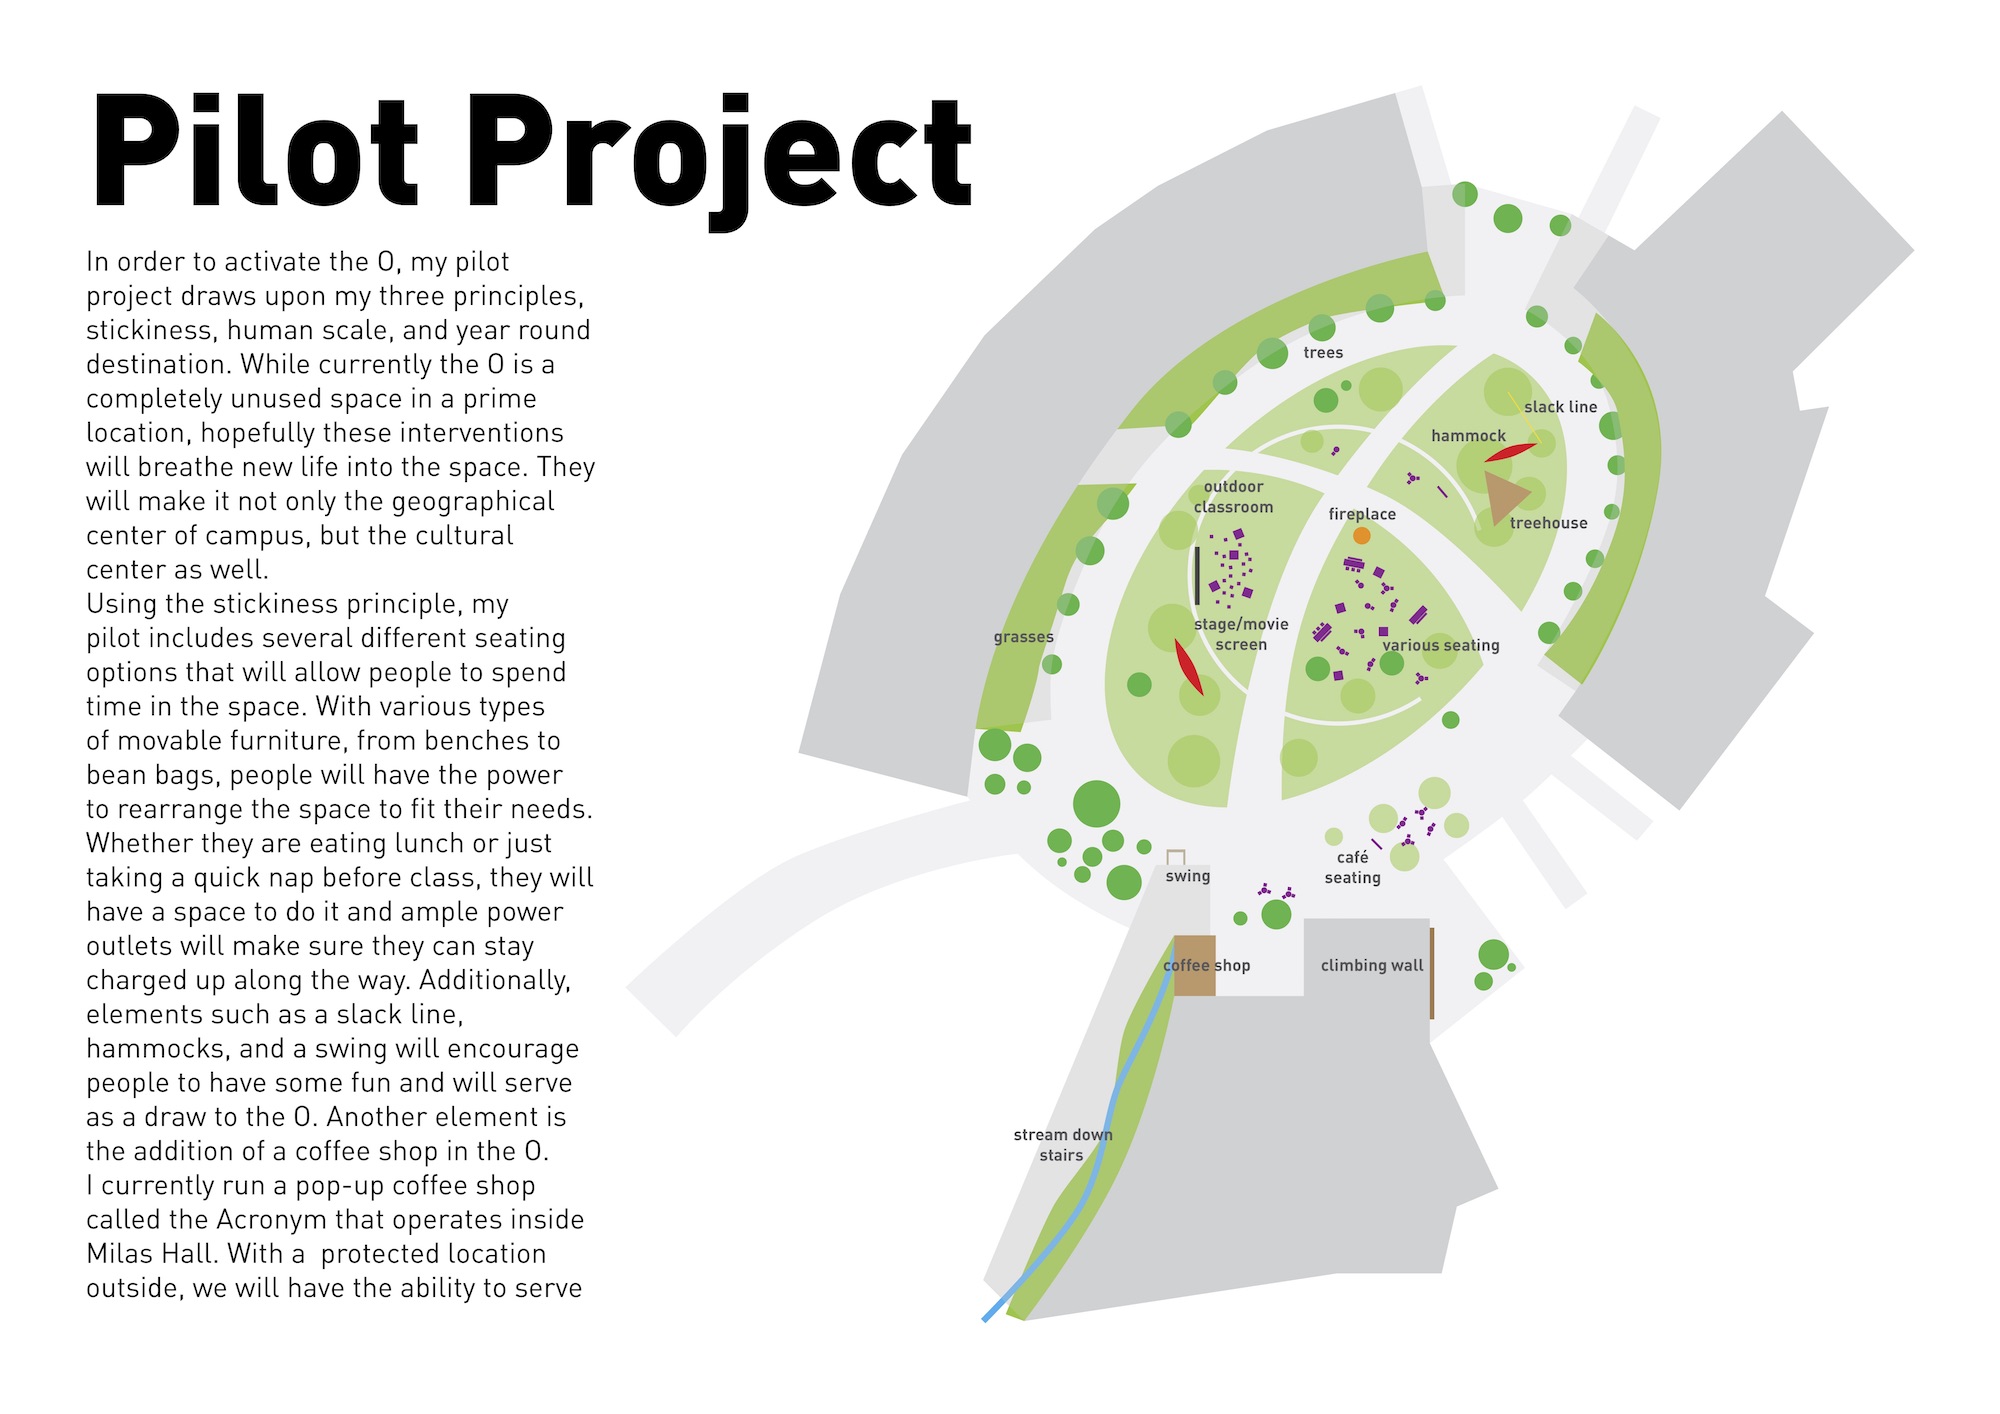 Pilot Project
In order to activate the O, my pilot
project draws upon my three principles,
stickiness, human scale, and year round
destination. While currently the O is a
completely unused space in a prime
location, hopefully these interventions
will breathe new life into the space. They
will make it not only the geographical
center of campus, but the cultural
center as well.
Using the stickiness principle, my
pilot includes several different seating
options that will allow people to spend
time in the space. With various types
of movable furniture, from benches to
bean bags, people will have the power
to rearrange the space to fit their needs.
Whether they are eating lunch or just
taking a quick nap before class, they will
have a space to do it and ample power
outlets will make sure they can stay
charged up along the way. Additionally,
elements such as a slack line,
hammocks, and a swing will encourage
people to have some fun and will serve
as a draw to the O. Another element is
the addition of a coffee shop in the O.
I currently run a pop-up coffee shop
called the Acronym that operates inside
Milas Hall. With a  protected location
outside, we will have the ability to serve
trees
slack line
hammock
outdoor
classroom
fireplace
treehouse
stage/movie
screen
grasses
various seating
café
seating
swing
coffee shop
climbing wall
stream down
stairs